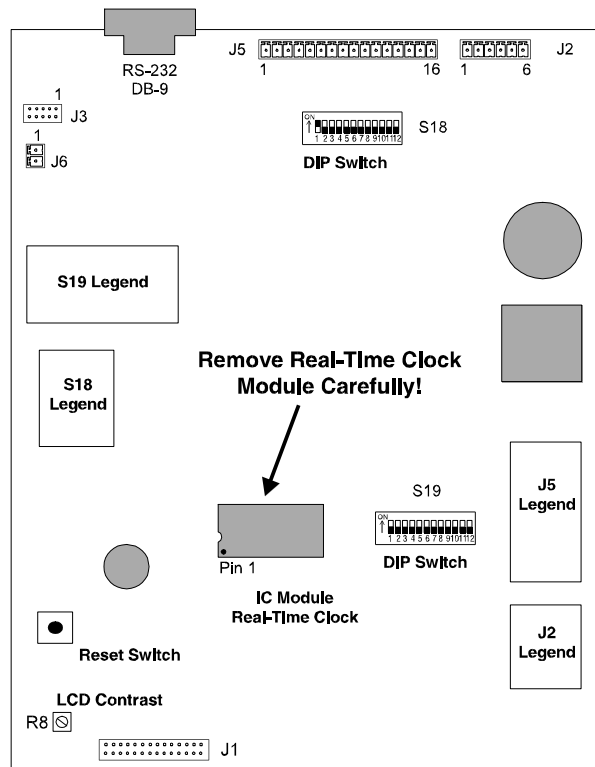 RS-232
DB-9
J5
1 16
J2
1 6
1
J3
1
J6
ON
1 2 3 4 5 6 7 8 9 10 11 12
S18
DIP Switch
S19 Legend
S18
Legend
Remove Real-TIme Clock
Module Carefully!
J5
Legend
S19
ON
1 2 3 4 5 6 7 8 9 10 11 12
DIP Switch
Pin 1
IC Module
Real-TIme Clock
J2
Legend
Reset Switch
LCD Contrast
R8
J1